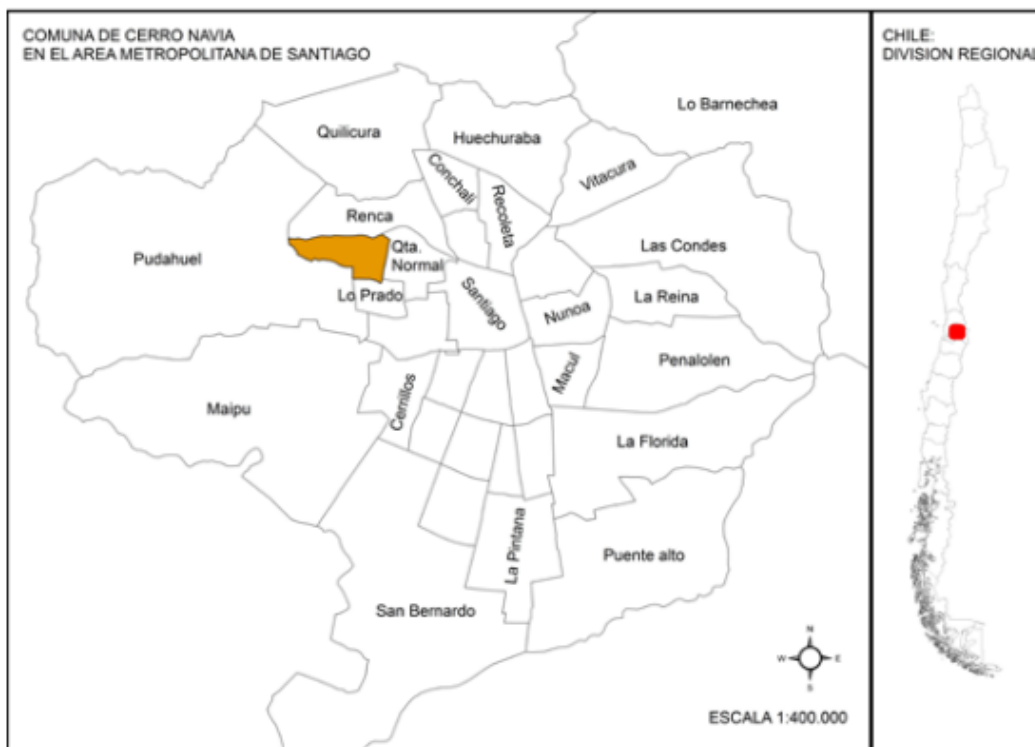 COMUNA DE CERRO NAVIA
EN EL AREA METROPOLITANA DE SANTIAGO
CHILE:
DIVISION REGIONAL
Lo Barnechea
Quilicura
Huechuraba
Vitacura
Conchalí
Recoleta
Renca
Las Condes
Pudahuel
Qta.
Normal
Lo Prado
Santiago
La Reina
Nunoa
Macul
Penalolen
Cerrillos
Maipu
La Florida
La Pintana
Puente alto
San Bernardo
N
W
E
S
ESCALA 1:400.000